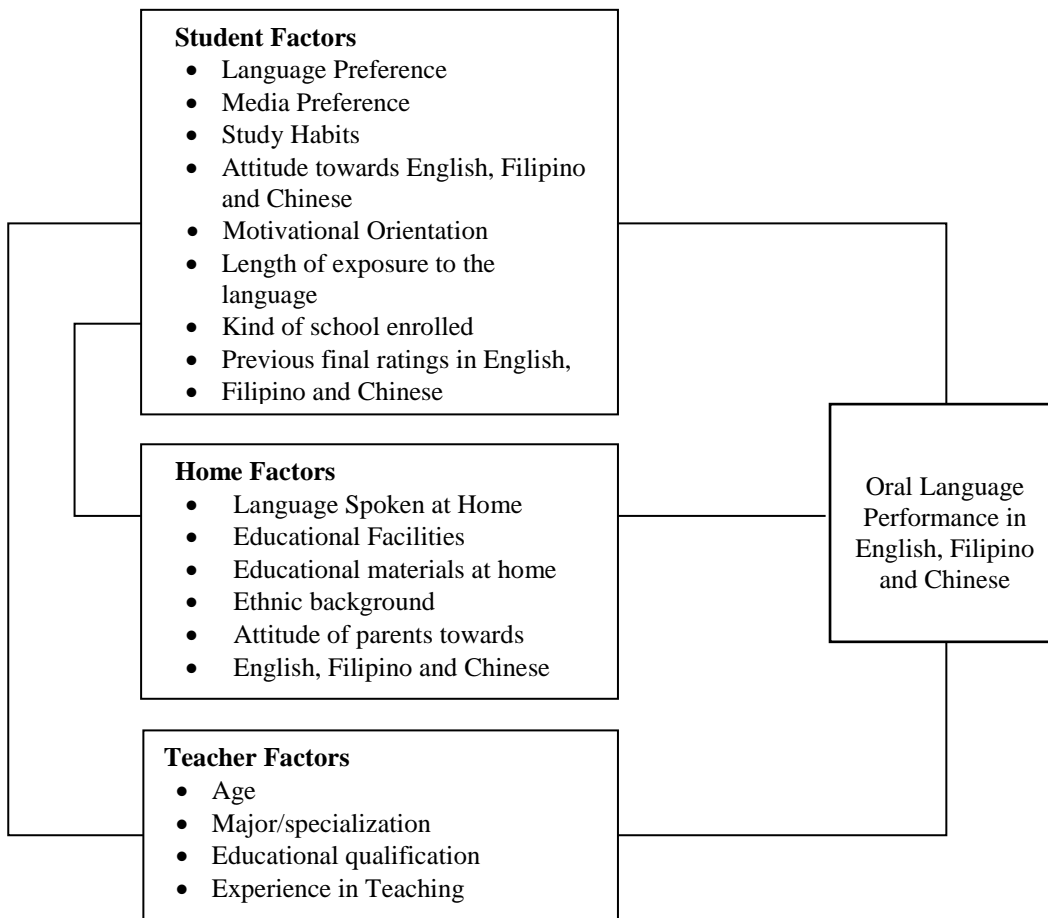 Student Factors
• Language Preference
• Media Preference
• Study Habits
• Attitude towards English, Filipino
and Chinese
• Motivational Orientation
• Length of exposure to the
language
• Kind of school enrolled
• Previous final ratings in English,
• Filipino and Chinese
Home Factors
• Language Spoken at Home
• Educational Facilities
• Educational materials at home
• Ethnic background
• Attitude of parents towards
• English, Filipino and Chinese
Teacher Factors
• Age
• Major/specialization
• Educational qualification
• Experience in Teaching
Oral Language
Performance in
English, Filipino
and Chinese